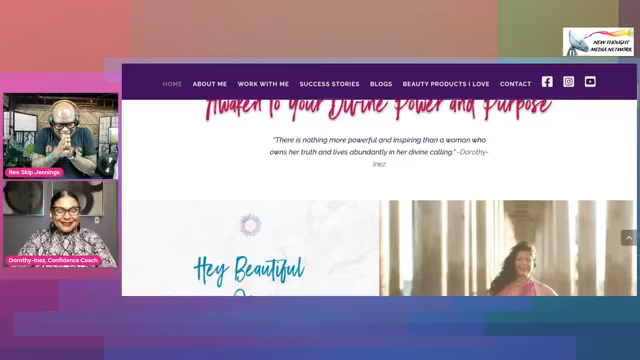 NEW THOUGHT
MEDIA NETWORK
HOME ABOUT ME WORK WITH ME SUCCESS STORIES BLOGS BEAUTY PRODUCTS I LOVE CONTACT
Awaken to Your Divine Power and Purpose
"There is nothing more powerful and inspiring than a woman who
owns her truth and lives abundantly in her divine calling." -Dorothy-
Inez
Rev. Skip Jennings
Dorothy-Inez, Confidence Coach
Hey Beautiful